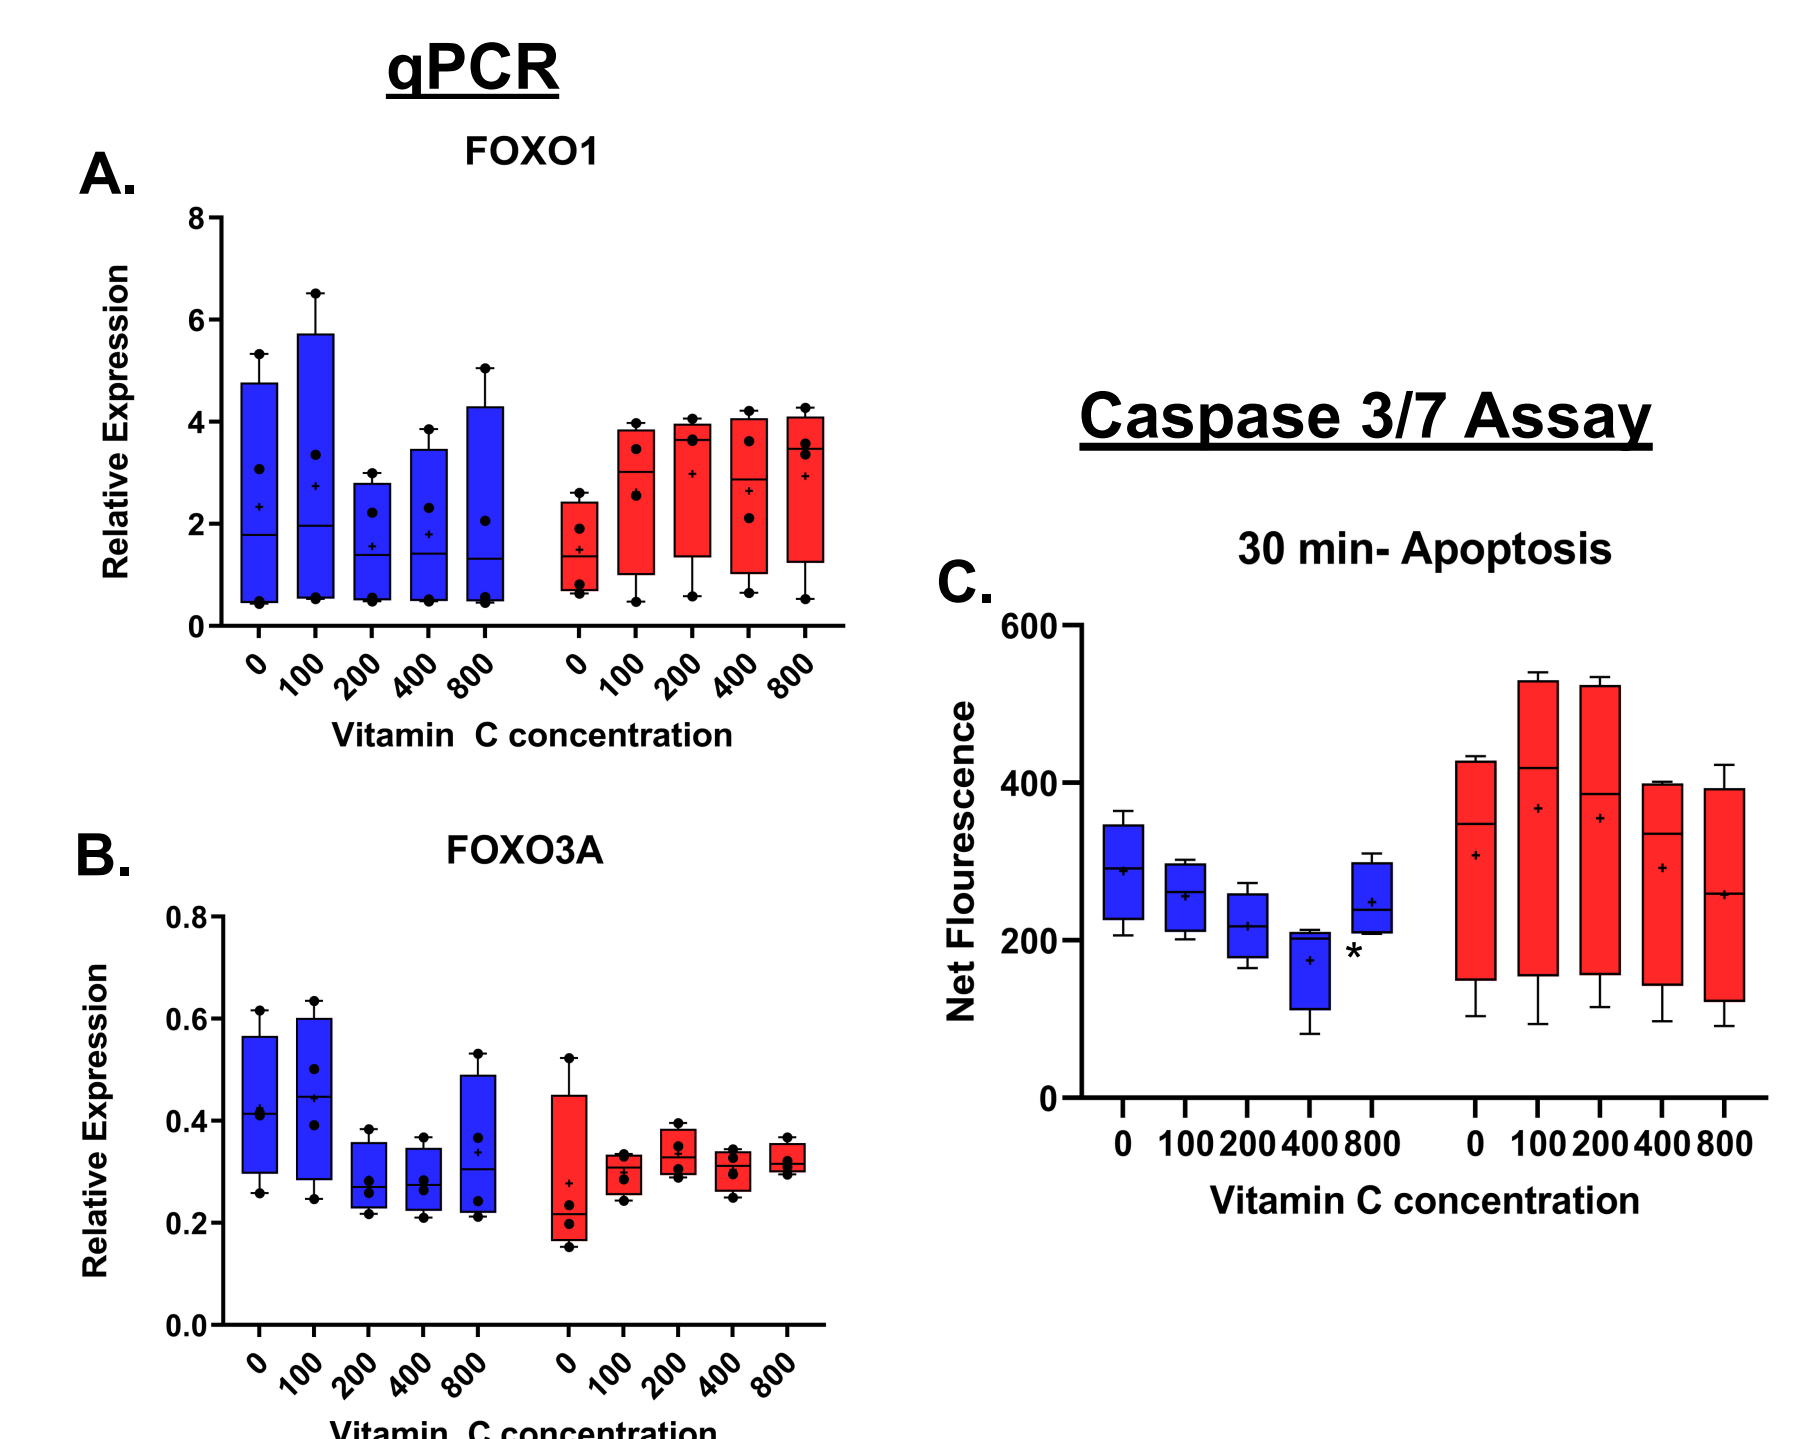 qPCR
A.
FOXO1
8
6
4
2
0
Relative Expression
0 100 200 400 800 0 100 200 400 800
Vitamin C concentration
B.
FOXO3A
0.8
0.6
0.4
0.2
0.0
Relative Expression
0 100 200 400 800 0 100 200 400 800
Vitamin C concentration
Caspase 3/7 Assay
C.
30 min- Apoptosis
600
400
200
0
Net Flourescence
*
0 100 200 400 800 0 100 200 400 800
Vitamin C concentration